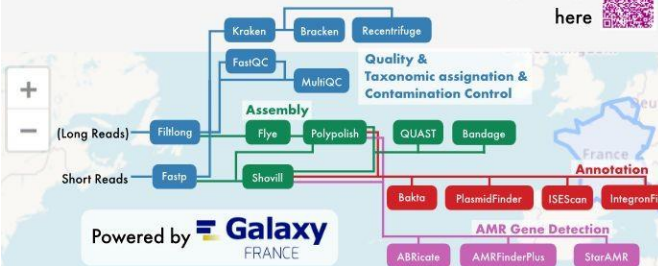 here
Kraken Bracken Recentrifuge
FastQC
MultiQC
Quality &
Taxonomic assignation &
Contamination Control
+
−
Assembly
(Long Reads) Filtlong Flye Polypolish QUAST Bandage
France
Annotation
Short Reads Fastp Shovill
Bakta PlasmidFinder ISEScan IntegronFi
AMR Gene Detection
Powered by Galaxy
FRANCE
ABRicate AMRFinderPlus StarAMR